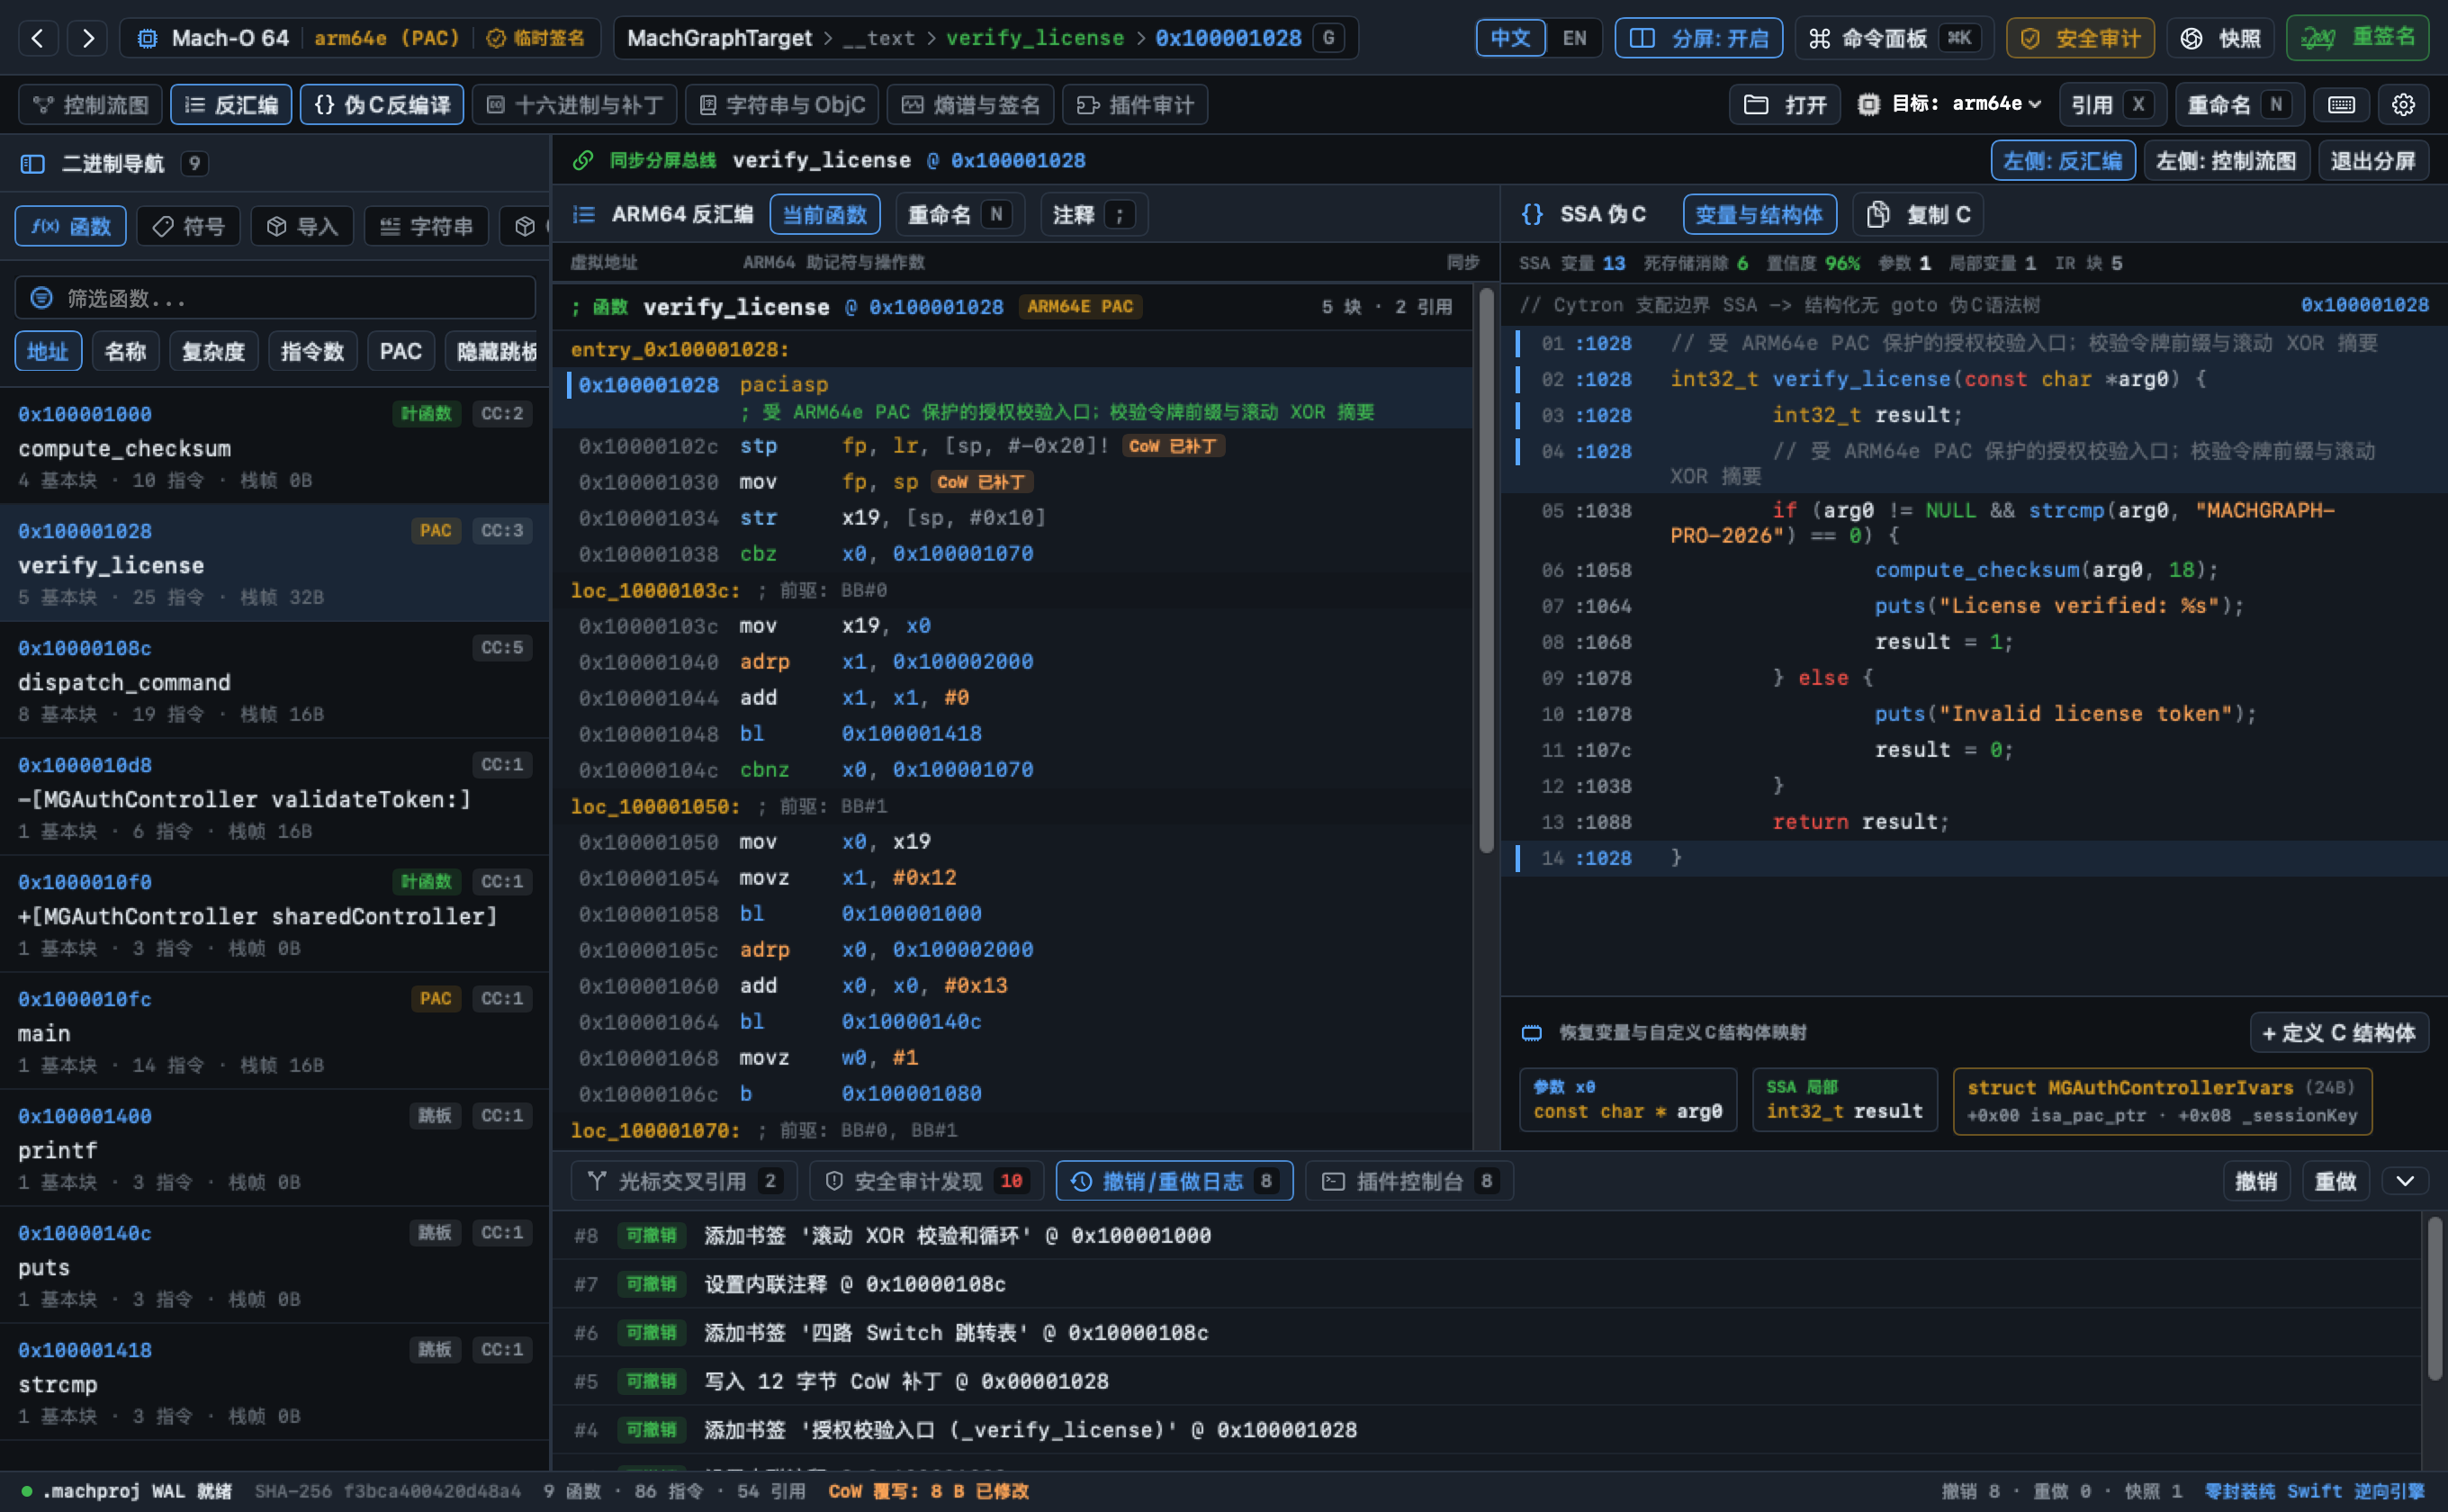 Mach-O 64 arm64e (PAC) 临时签名 MachGraphTarget > __text > verify_license > 0x100001028 G 中文 EN 分屏: 开启 ⌘ 命令面板 ⌘K 安全审计 快照 重签名
控制流图 反汇编 {} 伪 C 反编译 十六进制与补丁 字符串与 ObjC 熵谱与签名 插件审计 打开 目标: arm64e 引用 X 重命名 N
二进制导航 9
f(x) 函数 符号 导入 字符串
筛选函数...
地址 名称 复杂度 指令数 PAC 隐藏跳板
0x100001000 叶函数 CC:2
compute_checksum
4 基本块 · 10 指令 · 栈帧 0B
0x100001028 PAC CC:3
verify_license
5 基本块 · 25 指令 · 栈帧 32B
0x10000108c CC:5
dispatch_command
8 基本块 · 19 指令 · 栈帧 16B
0x1000010d8 CC:1
-[MGAuthController validateToken:]
1 基本块 · 6 指令 · 栈帧 16B
0x1000010f0 叶函数 CC:1
+[MGAuthController sharedController]
1 基本块 · 3 指令 · 栈帧 0B
0x1000010fc PAC CC:1
main
1 基本块 · 14 指令 · 栈帧 16B
0x100001400 跳板 CC:1
printf
1 基本块 · 3 指令 · 栈帧 0B
0x10000140c 跳板 CC:1
puts
1 基本块 · 3 指令 · 栈帧 0B
0x100001418 跳板 CC:1
strcmp
1 基本块 · 3 指令 · 栈帧 0B
同步分屏总线 verify_license @ 0x100001028 左侧: 反汇编 左侧: 控制流图 退出分屏
ARM64 反汇编 当前函数 重命名 N 注释 ;
虚拟地址 ARM64 助记符与操作数 同步
; 函数 verify_license @ 0x100001028 ARM64E PAC 5 块 · 2 引用
entry_0x100001028:
0x100001028 paciasp
; 受 ARM64e PAC 保护的授权校验入口; 校验令牌前缀与滚动 XOR 摘要
0x10000102c stp fp, lr, [sp, #-0x20]! CoW 已补丁
0x100001030 mov fp, sp CoW 已补丁
0x100001034 str x19, [sp, #0x10]
0x100001038 cbz x0, 0x100001070
loc_10000103c: ; 前驱: BB#0
0x10000103c mov x19, x0
0x100001040 adrp x1, 0x100002000
0x100001044 add x1, x1, #0
0x100001048 bl 0x100001418
0x10000104c cbnz x0, 0x100001070
loc_100001050: ; 前驱: BB#1
0x100001050 mov x0, x19
0x100001054 movz x1, #0x12
0x100001058 bl 0x100001000
0x10000105c adrp x0, 0x100002000
0x100001060 add x0, x0, #0x13
0x100001064 bl 0x10000140c
0x100001068 movz w0, #1
0x10000106c b 0x100001080
loc_100001070: ; 前驱: BB#0, BB#1
{} SSA 伪 C 变量与结构体 复制 C
SSA 变量 13 死存储消除 6 置信度 96% 参数 1 局部变量 1 IR 块 5
// Cytron 支配边界 SSA -> 结构化无 goto 伪C语法树 0x100001028
01 :1028 // 受 ARM64e PAC 保护的授权校验入口; 校验令牌前缀与滚动 XOR 摘要
02 :1028 int32_t verify_license(const char *arg0) {
03 :1028 int32_t result;
04 :1028 // 受 ARM64e PAC 保护的授权校验入口; 校验令牌前缀与滚动
XOR 摘要
05 :1038 if (arg0 != NULL && strcmp(arg0, "MACHGRAPH-
PRO-2026") == 0) {
06 :1058 compute_checksum(arg0, 18);
07 :1064 puts("License verified: %s");
08 :1068 result = 1;
09 :1078 } else {
10 :1078 puts("Invalid license token");
11 :107c result = 0;
12 :1038 }
13 :1088 return result;
14 :1028 }
恢复变量与自定义C结构体映射 + 定义 C 结构体
参数 x0
const char * arg0
SSA 局部
int32_t result
struct MGAuthControllerIvars (24B)
+0x00 isa_pac_ptr · +0x08 _sessionKey
光标交叉引用 2 安全审计发现 10 撤销/重做日志 8 插件控制台 8 撤销 重做
#8 可撤销 添加书签 '滚动 XOR 校验和循环' @ 0x100001000
#7 可撤销 设置内联注释 @ 0x10000108c
#6 可撤销 添加书签 '四路 Switch 跳转表' @ 0x10000108c
#5 可撤销 写入 12 字节 CoW 补丁 @ 0x00001028
#4 可撤销 添加书签 '授权校验入口 (_verify_license)' @ 0x100001028
.machproj WAL 就绪 SHA-256 f3bca400420d48a4 9 函数 · 86 指令 · 54 引用 CoW 覆写: 8 B 已修改 撤销 8 · 重做 0 · 快照 1 零封装纯 Swift 逆向引擎